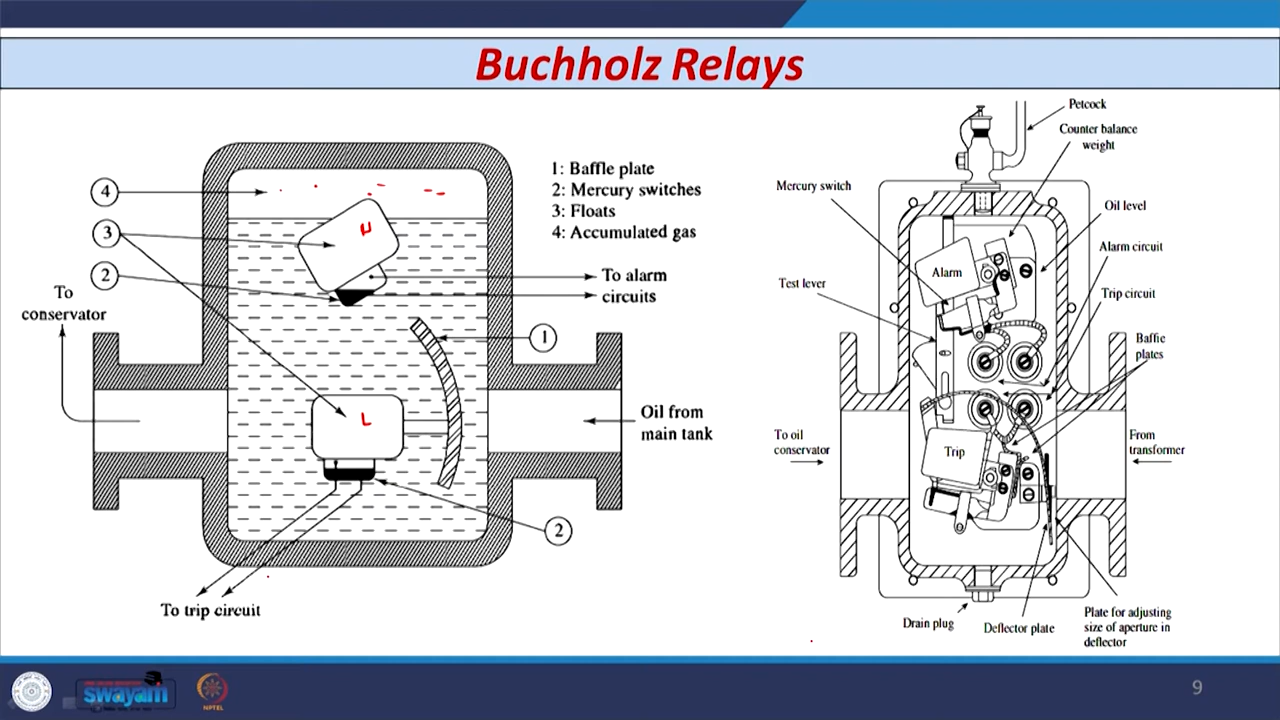 Buchholz Relays
1: Baffle plate
2: Mercury switches
3: Floats
4: Accumulated gas
4
3
2
To
conservator
H
L
To alarm
circuits
1
Oil from
main tank
2
To trip circuit
Petcock
Counter balance
weight
Mercury switch
Oil level
Alarm circuit
Alarm
Test lever
Trip circuit
Baffie
plates
Trip
To oil
conservator
From
transformer
Drain plug
Deflector plate
Plate for adjusting
size of aperture in
deflector
swayam
NPTEL
9